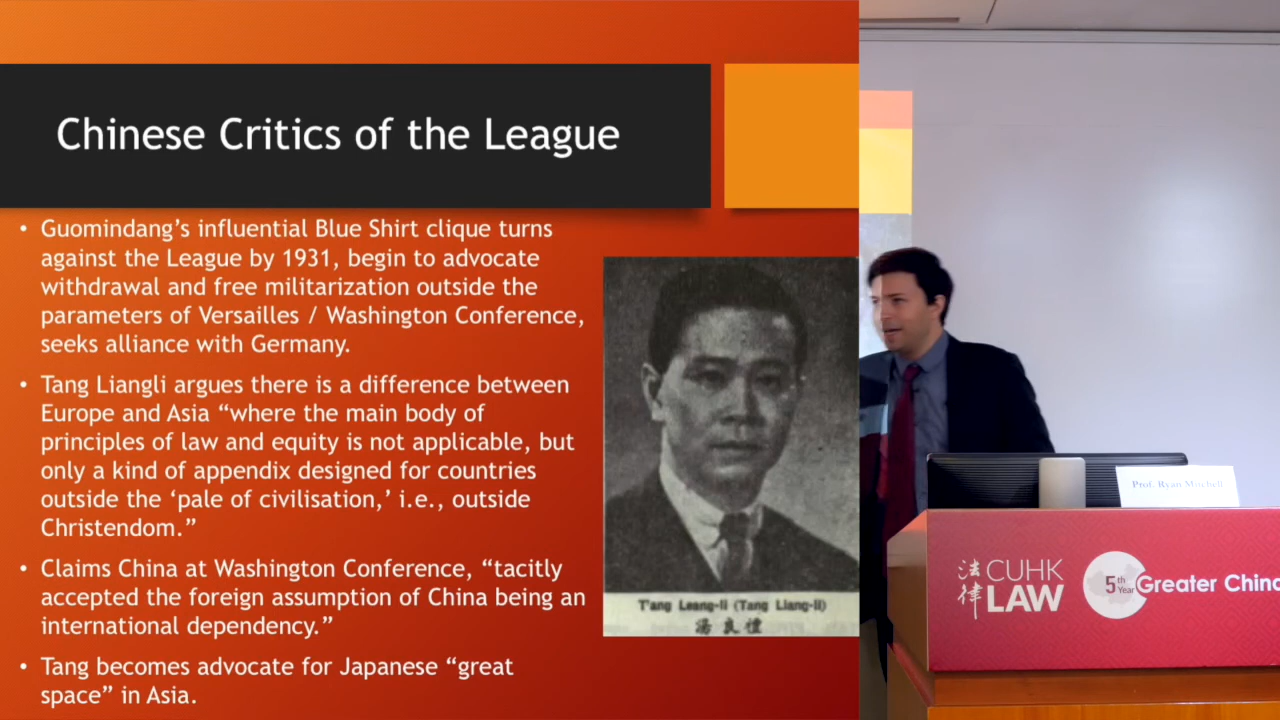 Chinese Critics of the League
• Guomindang’s influential Blue Shirt clique turns
against the League by 1931, begin to advocate
withdrawal and free militarization outside the
parameters of Versailles / Washington Conference,
seeks alliance with Germany.
• Tang Liangli argues there is a difference between
Europe and Asia “where the main body of
principles of law and equity is not applicable, but
only a kind of appendix designed for countries
outside the ‘pale of civilisation,’ i.e., outside
Christendom.”
• Claims China at Washington Conference, “tacitly
accepted the foreign assumption of China being an
international dependency.”
• Tang becomes advocate for Japanese “great
space” in Asia.
T'ang Leang-li (Tang Liang-li)
湯良禮
Prof. Ryan Mitchell
法律
CUHK
LAW
5th
Year
Greater China